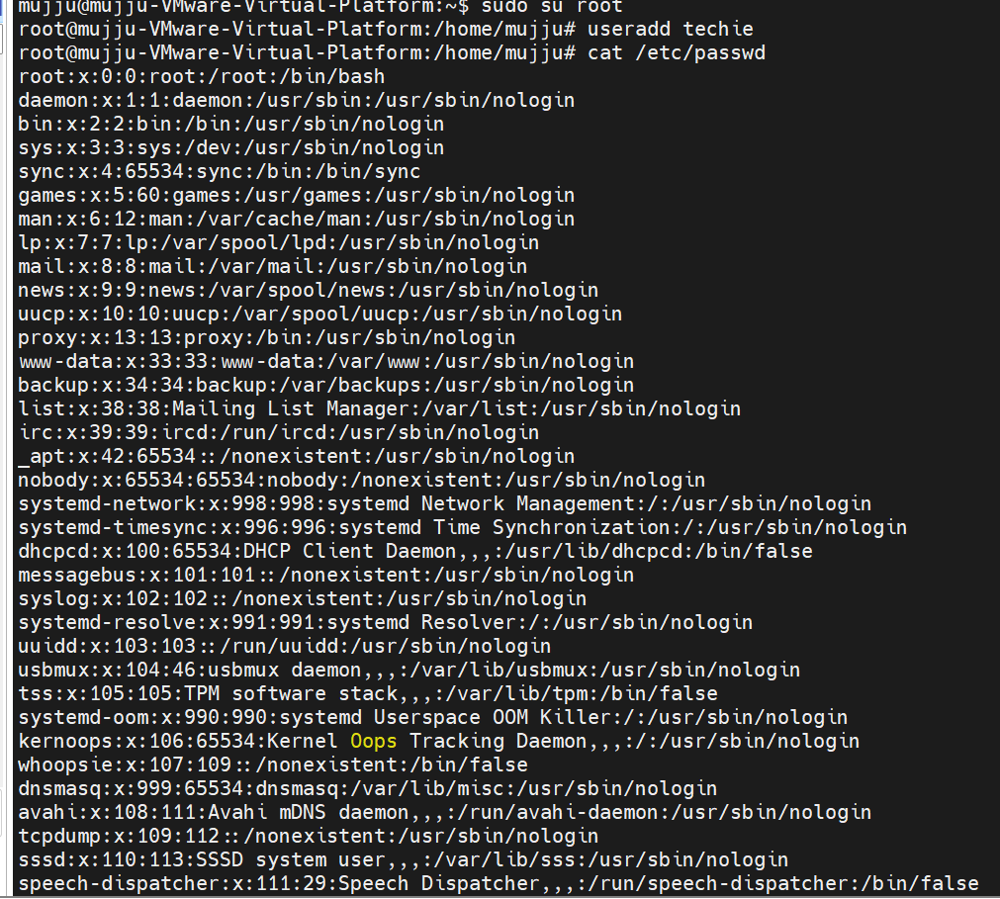 mujju@mujju-VMware-Virtual-Platform:~$ sudo su root
root@mujju-VMware-Virtual-Platform:/home/mujju# useradd techie
root@mujju-VMware-Virtual-Platform:/home/mujju# cat /etc/passwd
root:x:0:0:root:/root:/bin/bash
daemon:x:1:1:daemon:/usr/sbin:/usr/sbin/nologin
bin:x:2:2:bin:/bin:/usr/sbin/nologin
sys:x:3:3:sys:/dev:/usr/sbin/nologin
sync:x:4:65534:sync:/bin:/bin/sync
games:x:5:60:games:/usr/games:/usr/sbin/nologin
man:x:6:12:man:/var/cache/man:/usr/sbin/nologin
lp:x:7:7:lp:/var/spool/lpd:/usr/sbin/nologin
mail:x:8:8:mail:/var/mail:/usr/sbin/nologin
news:x:9:9:news:/var/spool/news:/usr/sbin/nologin
uucp:x:10:10:uucp:/var/spool/uucp:/usr/sbin/nologin
proxy:x:13:13:proxy:/bin:/usr/sbin/nologin
www-data:x:33:33:www-data:/var/www:/usr/sbin/nologin
backup:x:34:34:backup:/var/backups:/usr/sbin/nologin
list:x:38:38:Mailing List Manager:/var/list:/usr/sbin/nologin
irc:x:39:39:ircd:/run/ircd:/usr/sbin/nologin
_apt:x:42:65534::/nonexistent:/usr/sbin/nologin
nobody:x:65534:65534:nobody:/nonexistent:/usr/sbin/nologin
systemd-network:x:998:998:systemd Network Management:/:/usr/sbin/nologin
systemd-timesync:x:996:996:systemd Time Synchronization:/:/usr/sbin/nologin
dhcpcd:x:100:65534:DHCP Client Daemon,,,:/usr/lib/dhcpcd:/bin/false
messagebus:x:101:101::/nonexistent:/usr/sbin/nologin
syslog:x:102:102::/nonexistent:/usr/sbin/nologin
systemd-resolve:x:991:991:systemd Resolver:/:/usr/sbin/nologin
uuidd:x:103:103::/run/uuidd:/usr/sbin/nologin
usbmux:x:104:46:usbmux daemon,,,:/var/lib/usbmux:/usr/sbin/nologin
tss:x:105:105:TPM software stack,,,:/var/lib/tpm:/bin/false
systemd-oom:x:990:990:systemd Userspace OOM Killer:/:/usr/sbin/nologin
kernoops:x:106:65534:Kernel Oops Tracking Daemon,,,:/:/usr/sbin/nologin
whoopsie:x:107:109::/nonexistent:/bin/false
dnsmasq:x:999:65534:dnsmasq:/var/lib/misc:/usr/sbin/nologin
avahi:x:108:111:Avahi mDNS daemon,,,:/run/avahi-daemon:/usr/sbin/nologin
tcpdump:x:109:112::/nonexistent:/usr/sbin/nologin
sssd:x:110:113:SSSD system user,,,:/var/lib/sss:/usr/sbin/nologin
speech-dispatcher:x:111:29:Speech Dispatcher,,,:/run/speech-dispatcher:/bin/false